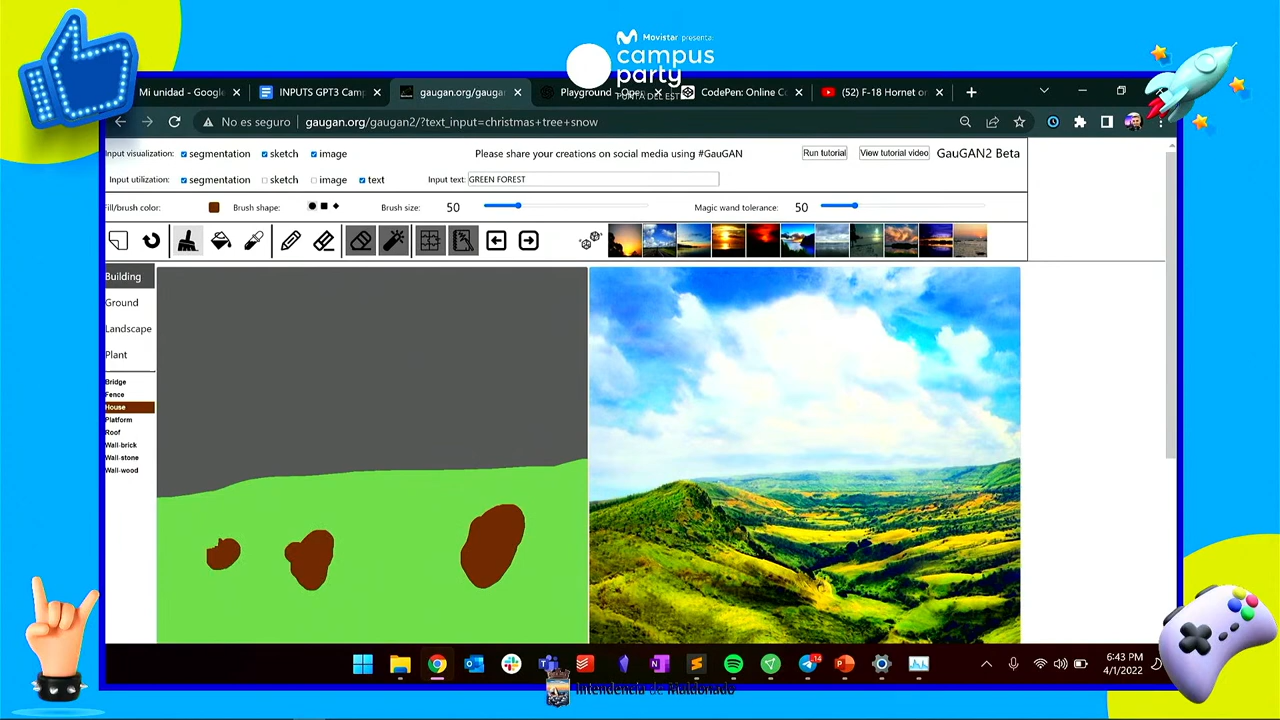 Movistar presenta:
campus
party
PUNTA DEL ESTE
Mi unidad - Google
INPUTS GPT3 Camp
gaugan.org/gaugan
Playground - Open
CodePen: Online Co
(52) F-18 Hornet or
No es seguro
gaugan.org/gaugan2/?text_input=christmas+tree+snow
Input visualization:
segmentation
sketch
image
Please share your creations on social media using #GauGAN
Run tutorial
View tutorial video
GauGAN2 Beta
Input utilization:
segmentation
sketch
image
text
Input text:
GREEN FOREST
Fill/brush color:
Brush shape:
Brush size:
50
Magic wand tolerance:
50
Building
Ground
Landscape
Plant
Bridge
Fence
House
Platform
Roof
Wall-brick
Wall-stone
Wall-wood
14
6:43 PM
4/1/2022
Intendencia de Maldonado